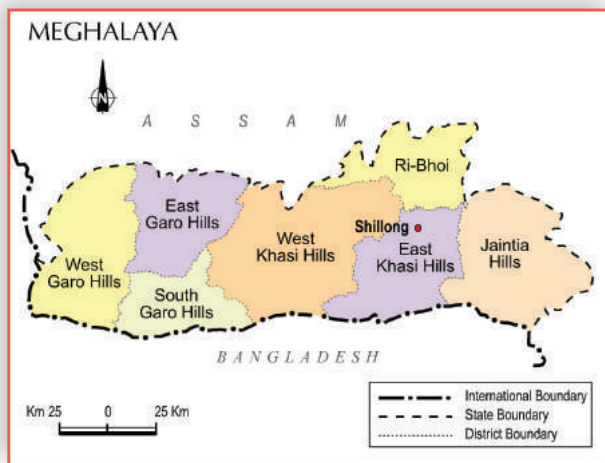 MEGHALAYA
N
A S S A M
Ri-Bhoi
East
Garo Hills
Shillong
West
Khasi Hills
East
Khasi Hills
Jaintia
Hills
West
Garo Hills
South
Garo Hills
BANGLADESH
Km 25 0 25 Km
International Boundary
State Boundary
District Boundary